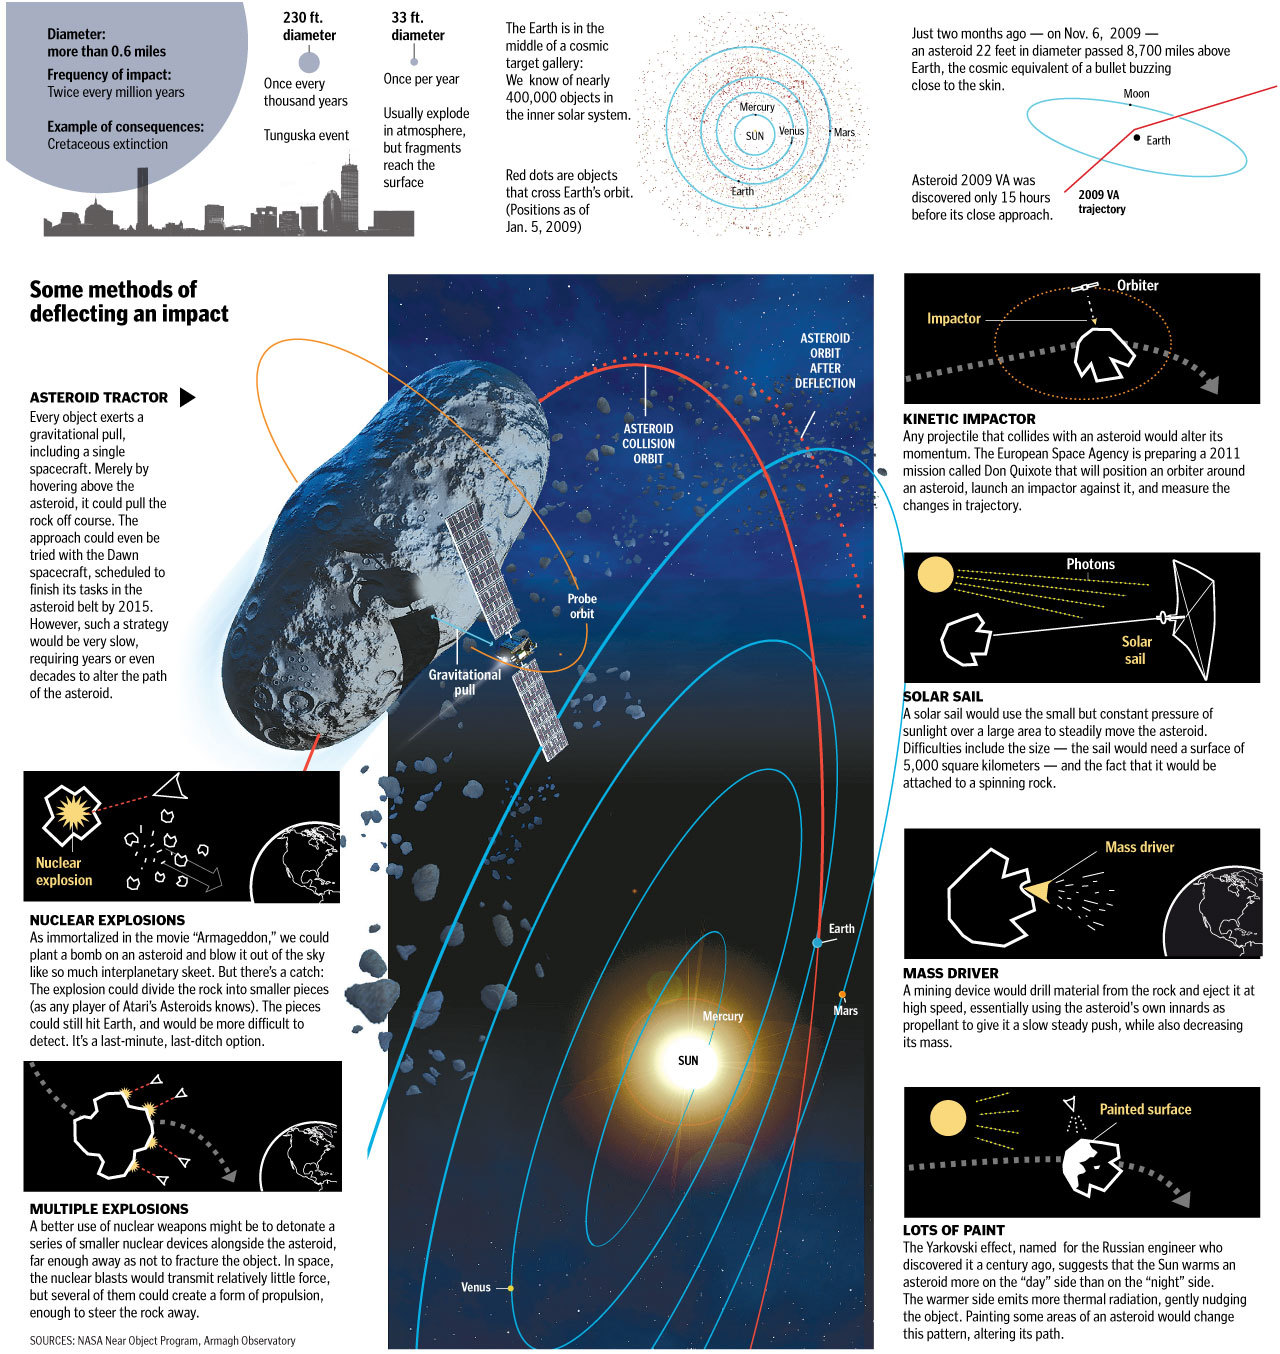 Diameter:
more than 0.6 miles
Frequency of impact:
Twice every million years
Example of consequences:
Cretaceous extinction
230 ft.
diameter
Once every
thousand years
Tunguska event
33 ft.
diameter
Once per year
Usually explode
in atmosphere,
but fragments
reach the
surface
The Earth is in the
middle of a cosmic
target gallery:
We know of nearly
400,000 objects in
the inner solar system.
Red dots are objects
that cross Earth's orbit.
(Positions as of
Jan. 5, 2009)
Mercury
SUN
Venus
Mars
Earth
Just two months ago — on Nov. 6, 2009 —
an asteroid 22 feet in diameter passed 8,700 miles above
Earth, the cosmic equivalent of a bullet buzzing
close to the skin.
Moon
Earth
Asteroid 2009 VA was
discovered only 15 hours
before its close approach.
2009 VA
trajectory
Some methods of
deflecting an impact
ASTEROID TRACTOR
Every object exerts a
gravitational pull,
including a single
spacecraft. Merely by
hovering above the
asteroid, it could pull the
rock off course. The
approach could even be
tried with the Dawn
spacecraft, scheduled to
finish its tasks in the
asteroid belt by 2015.
However, such a strategy
would be very slow,
requiring years or even
decades to alter the path
of the asteroid.
ASTEROID
COLLISION
ORBIT
ASTEROID
ORBIT
AFTER
DEFLECTION
Probe
orbit
Gravitational
pull
Earth
Mars
Mercury
SUN
Venus
Nuclear
explosion
NUCLEAR EXPLOSIONS
As immortalized in the movie “Armageddon,” we could
plant a bomb on an asteroid and blow it out of the sky
like so much interplanetary skeet. But there's a catch:
The explosion could divide the rock into smaller pieces
(as any player of Atari's Asteroids knows). The pieces
could still hit Earth, and would be more difficult to
detect. It's a last-minute, last-ditch option.
MULTIPLE EXPLOSIONS
A better use of nuclear weapons might be to detonate a
series of smaller nuclear devices alongside the asteroid,
far enough away as not to fracture the object. In space,
the nuclear blasts would transmit relatively little force,
but several of them could create a form of propulsion,
enough to steer the rock away.
SOURCES: NASA Near Object Program, Armagh Observatory
Orbiter
Impactor
KINETIC IMPACTOR
Any projectile that collides with an asteroid would alter its
momentum. The European Space Agency is preparing a 2011
mission called Don Quixote that will position an orbiter around
an asteroid, launch an impactor against it, and measure the
changes in trajectory.
Photons
Solar
sail
SOLAR SAIL
A solar sail would use the small but constant pressure of
sunlight over a large area to steadily move the asteroid.
Difficulties include the size — the sail would need a surface of
5,000 square kilometers — and the fact that it would be
attached to a spinning rock.
Mass driver
MASS DRIVER
A mining device would drill material from the rock and eject it at
high speed, essentially using the asteroid's own innards as
propellant to give it a slow steady push, while also decreasing
its mass.
Painted surface
LOTS OF PAINT
The Yarkovski effect, named for the Russian engineer who
discovered it a century ago, suggests that the Sun warms an
asteroid more on the “day” side than on the “night” side.
The warmer side emits more thermal radiation, gently nudging
the object. Painting some areas of an asteroid would change
this pattern, altering its path.